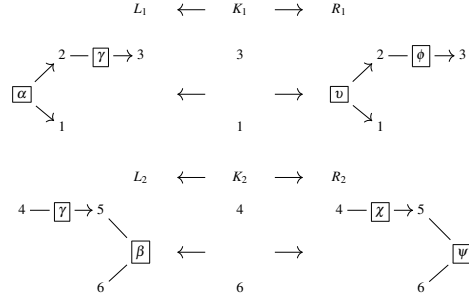 L₁ ← K₁ → R₁
2 γ 3 3 2 φ 3
α ← → υ
1 1 1
L₂ ← K₂ → R₂
4 γ 5 4 4 χ 5
β ← → ψ
6 6 6